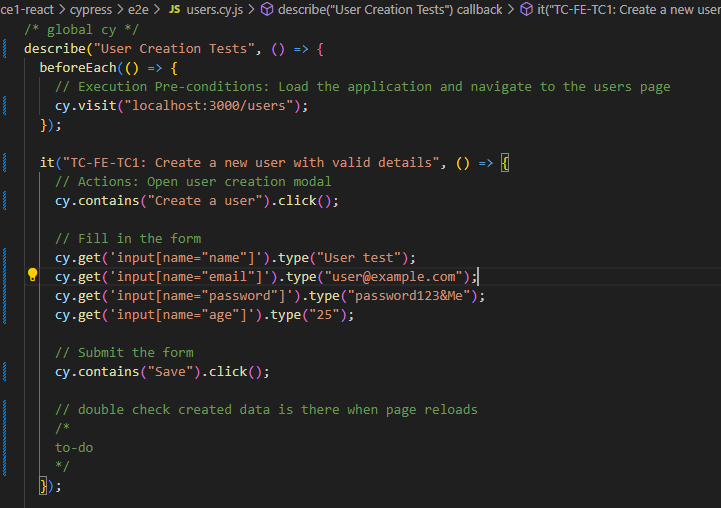 ce1-react > cypress > e2e > JS users.cy.js > describe("User Creation Tests") callback > it("TC-FE-TC1: Create a new user
/* global cy */
describe("User Creation Tests", () => {
  beforeEach(() => {
    // Execution Pre-conditions: Load the application and navigate to the users page
    cy.visit("localhost:3000/users");
  });

  it("TC-FE-TC1: Create a new user with valid details", () => {
    // Actions: Open user creation modal
    cy.contains("Create a user").click();

    // Fill in the form
    cy.get('input[name="name"]').type("User test");
    cy.get('input[name="email"]').type("user@example.com");
    cy.get('input[name="password"]').type("password123&Me");
    cy.get('input[name="age"]').type("25");

    // Submit the form
    cy.contains("Save").click();

    // double check created data is there when page reloads
    /*
    to-do
    */
  });